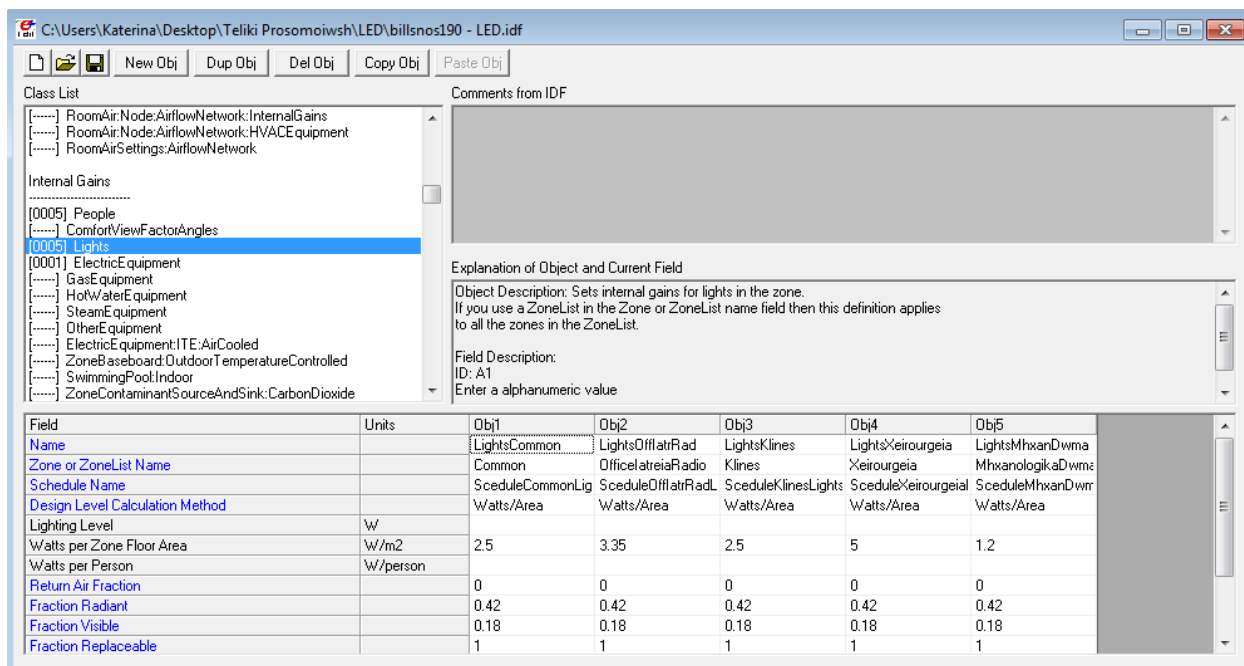 C:\Users\Katerina\Desktop\Teliki Prosomoiwsh\LED\billsnos190 - LED.idf
New Obj Dup Obj Del Obj Copy Obj Paste Obj
Class List
[------] RoomAir:Node:AirflowNetwork:InternalGains
[------] RoomAir:Node:AirflowNetwork:HVACEquipment
[------] RoomAirSettings:AirflowNetwork
Internal Gains
--------------------------
[0005] People
[------] ComfortViewFactorAngles
[0005] Lights
[0001] ElectricEquipment
[------] GasEquipment
[------] HotWaterEquipment
[------] SteamEquipment
[------] OtherEquipment
[------] ElectricEquipment:ITE:AirCooled
[------] ZoneBaseboard:OutdoorTemperatureControlled
[------] SwimmingPool:Indoor
[------] ZoneContaminantSourceAndSink:CarbonDioxide
Comments from IDF
Explanation of Object and Current Field
Object Description: Sets internal gains for lights in the zone.
If you use a ZoneList in the Zone or ZoneList name field then this definition applies
to all the zones in the ZoneList.
Field Description:
ID: A1
Enter a alphanumeric value
Field Units Obj1 Obj2 Obj3 Obj4 Obj5
Name LightsCommon LightsOffIatrRad LightsKlines LightsXeirourgeia LightsMhxanDwma
Zone or ZoneList Name Common OfficeIatreiaRadio Klines Xeirourgeia MhxanologikaDwma
Schedule Name SceduleCommonLig SceduleOffIatrRadL SceduleKlinesLights SceduleXeirourgeiaI SceduleMhxanDwm
Design Level Calculation Method Watts/Area Watts/Area Watts/Area Watts/Area Watts/Area
Lighting Level W
Watts per Zone Floor Area W/m2 2.5 3.35 2.5 5 1.2
Watts per Person W/person
Return Air Fraction 0 0 0 0 0
Fraction Radiant 0.42 0.42 0.42 0.42 0.42
Fraction Visible 0.18 0.18 0.18 0.18 0.18
Fraction Replaceable 1 1 1 1 1